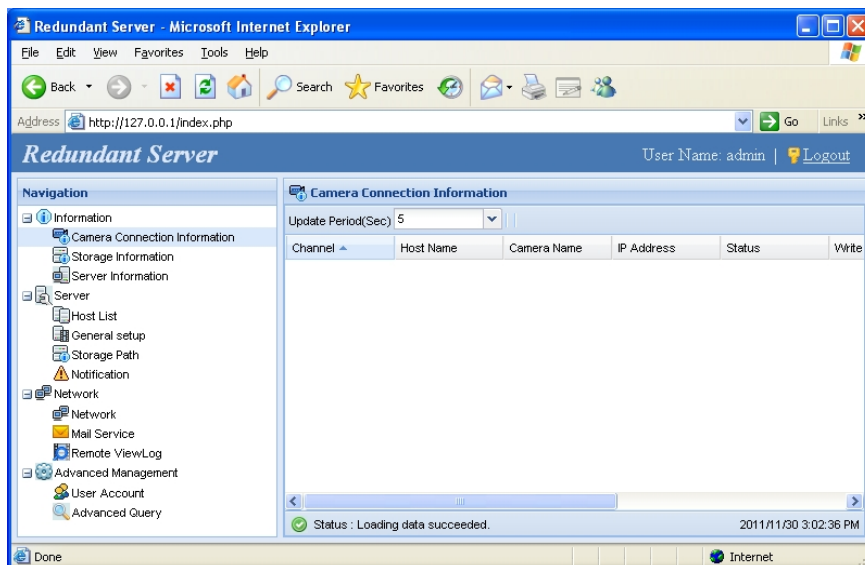 Redundant Server - Microsoft Internet Explorer
File Edit View Favorites Tools Help
Back Search Favorites
Address http://127.0.0.1/index.php Go Links »
Redundant Server User Name: admin | Logout
Navigation
Information
Camera Connection Information
Storage Information
Server Information
Server
Host List
General setup
Storage Path
Notification
Network
Network
Mail Service
Remote ViewLog
Advanced Management
User Account
Advanced Query
Camera Connection Information
Update Period(Sec) 5
Channel Host Name Camera Name IP Address Status Write
Status : Loading data succeeded. 2011/11/30 3:02:36 PM
Done Internet